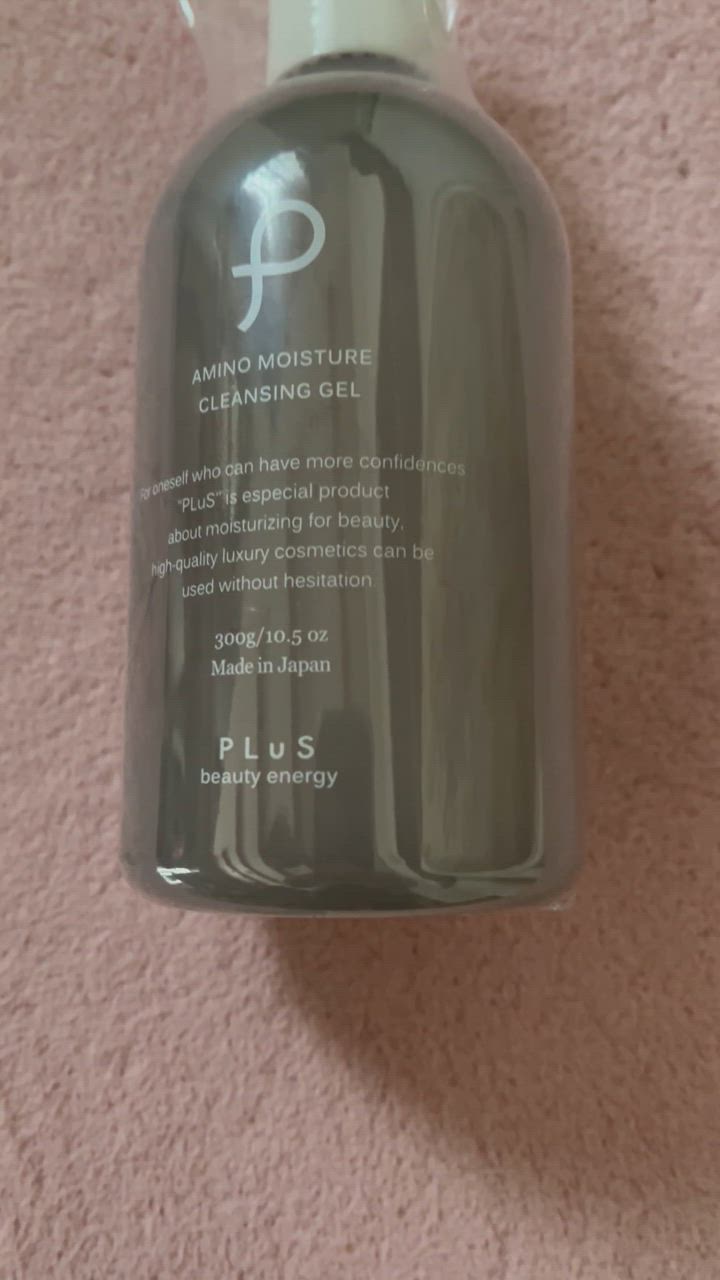 AMINO MOISTURE
CLEANSING GEL
For oneself who can have more confidences
"PLuS" is especial product
about moisturizing for beauty,
high-quality luxury cosmetics can be
used without hesitation
300g/10.5 oz
Made in Japan
PLuS
beauty energy